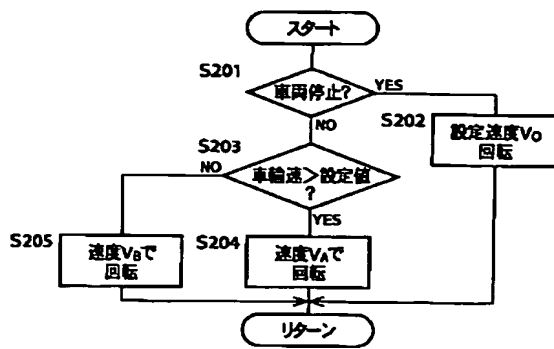 スタート
S201
車両停止?
YES
NO
S202
設定速度VO
回転
S203
車輪速>設定値
?
NO
YES
S205
速度VBで
回転
S204
速度VAで
回転
リターン